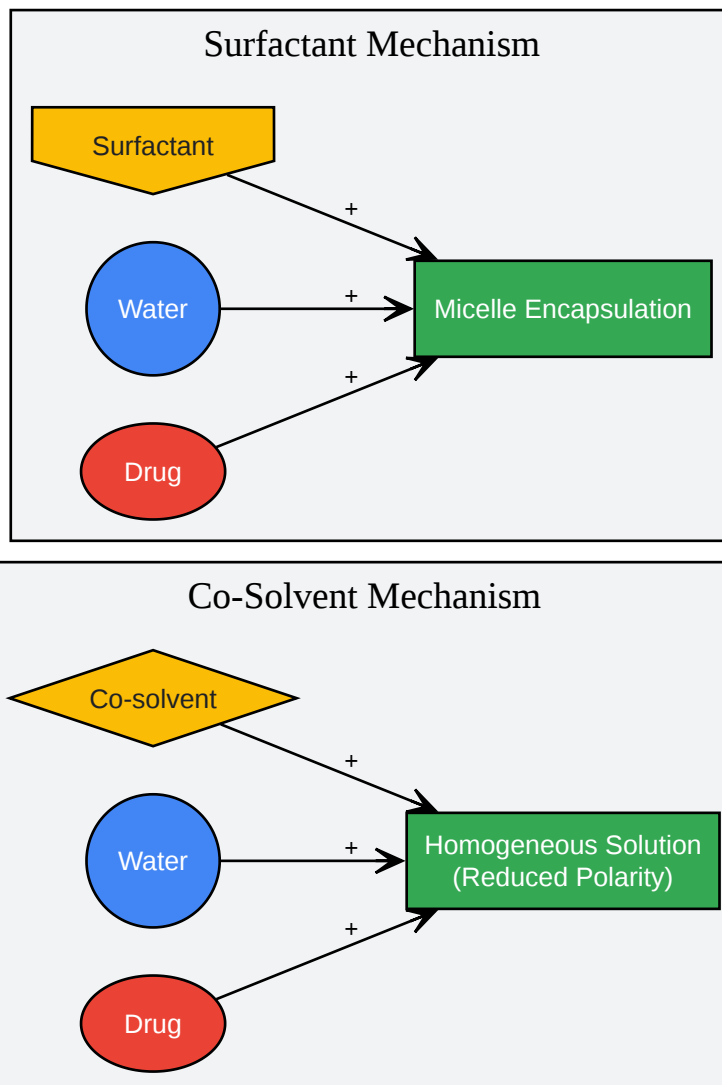 Surfactant Mechanism
Surfactant
+
Water
+
Micelle Encapsulation
+
Drug
Co-Solvent Mechanism
Co-solvent
+
Water
+
Homogeneous Solution
(Reduced Polarity)
+
Drug